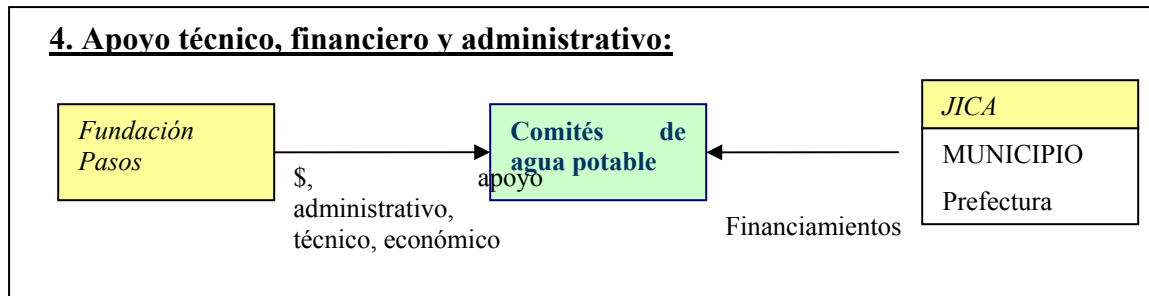 4. Apoyo técnico, financiero y administrativo:
Fundación
Pasos
$, apoyo
administrativo,
técnico, económico
Comités de
agua potable
Financiamientos
JICA
MUNICIPIO
Prefectura